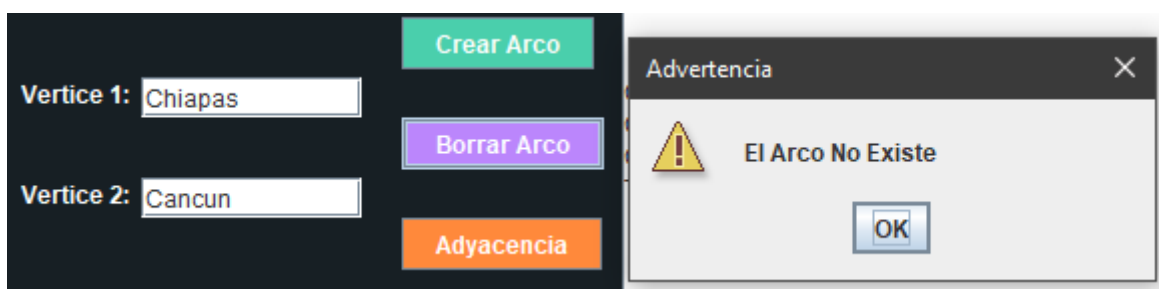 Crear Arco
Vertice 1: Chiapas
Borrar Arco
Vertice 2: Cancun
Adyacencia
Advertencia
El Arco No Existe
OK